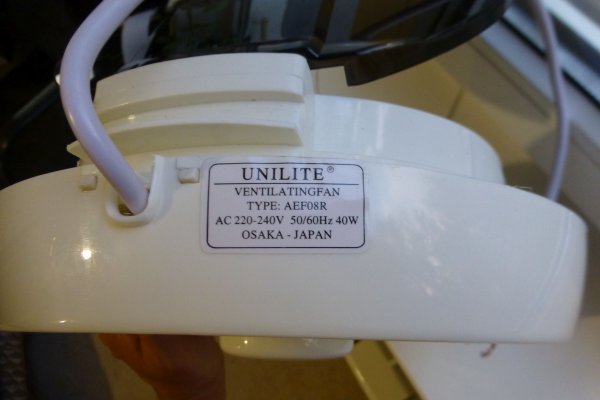 UNILITE®
VENTILATINGFAN
TYPE: AEF08R
AC 220-240V 50/60Hz 40W
OSAKA - JAPAN